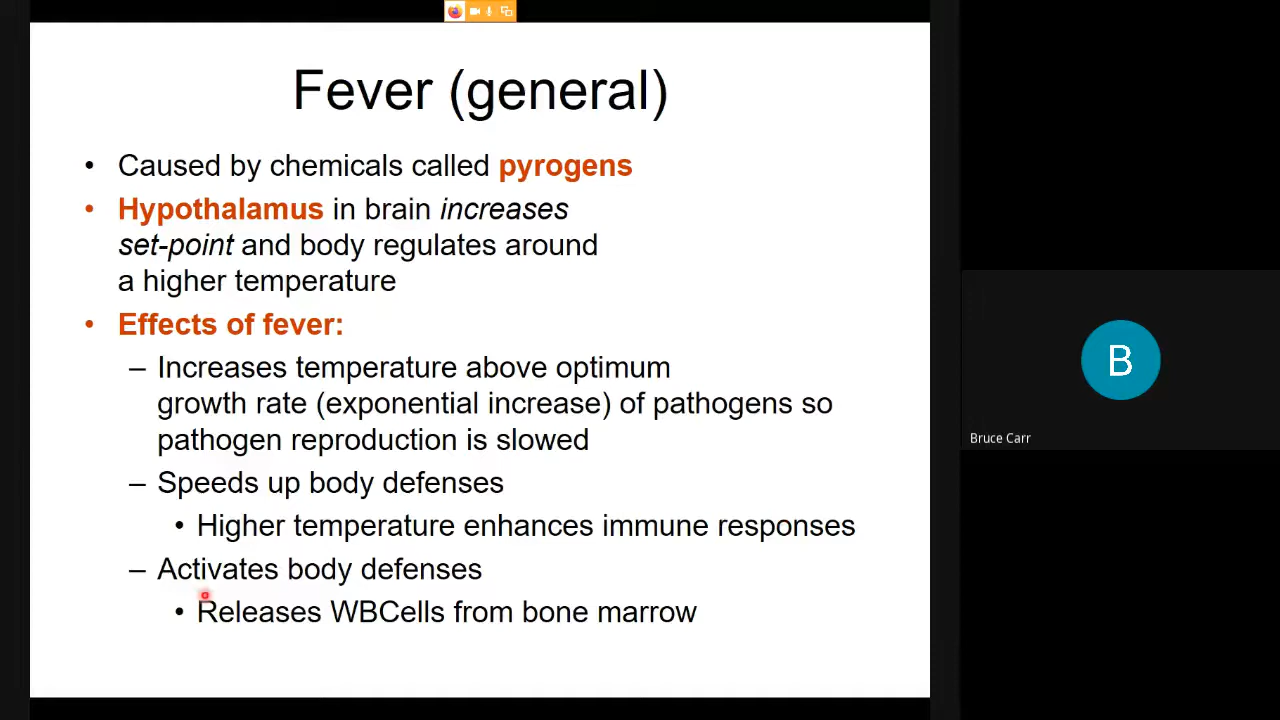 Fever (general)
• Caused by chemicals called pyrogens
• Hypothalamus in brain increases
set-point and body regulates around
a higher temperature
• Effects of fever:
– Increases temperature above optimum
growth rate (exponential increase) of pathogens so
pathogen reproduction is slowed
– Speeds up body defenses
• Higher temperature enhances immune responses
– Activates body defenses
• Releases WBCells from bone marrow
B
Bruce Carr